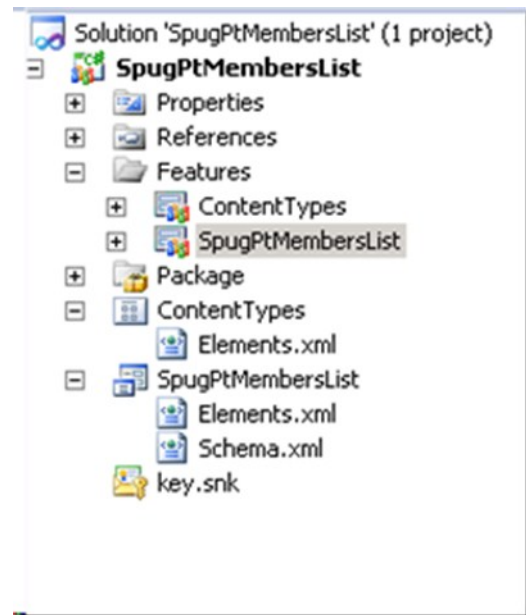 Solution 'SpugPtMembersList' (1 project)
SpugPtMembersList
Properties
References
Features
ContentTypes
SpugPtMembersList
Package
ContentTypes
Elements.xml
SpugPtMembersList
Elements.xml
Schema.xml
key.snk